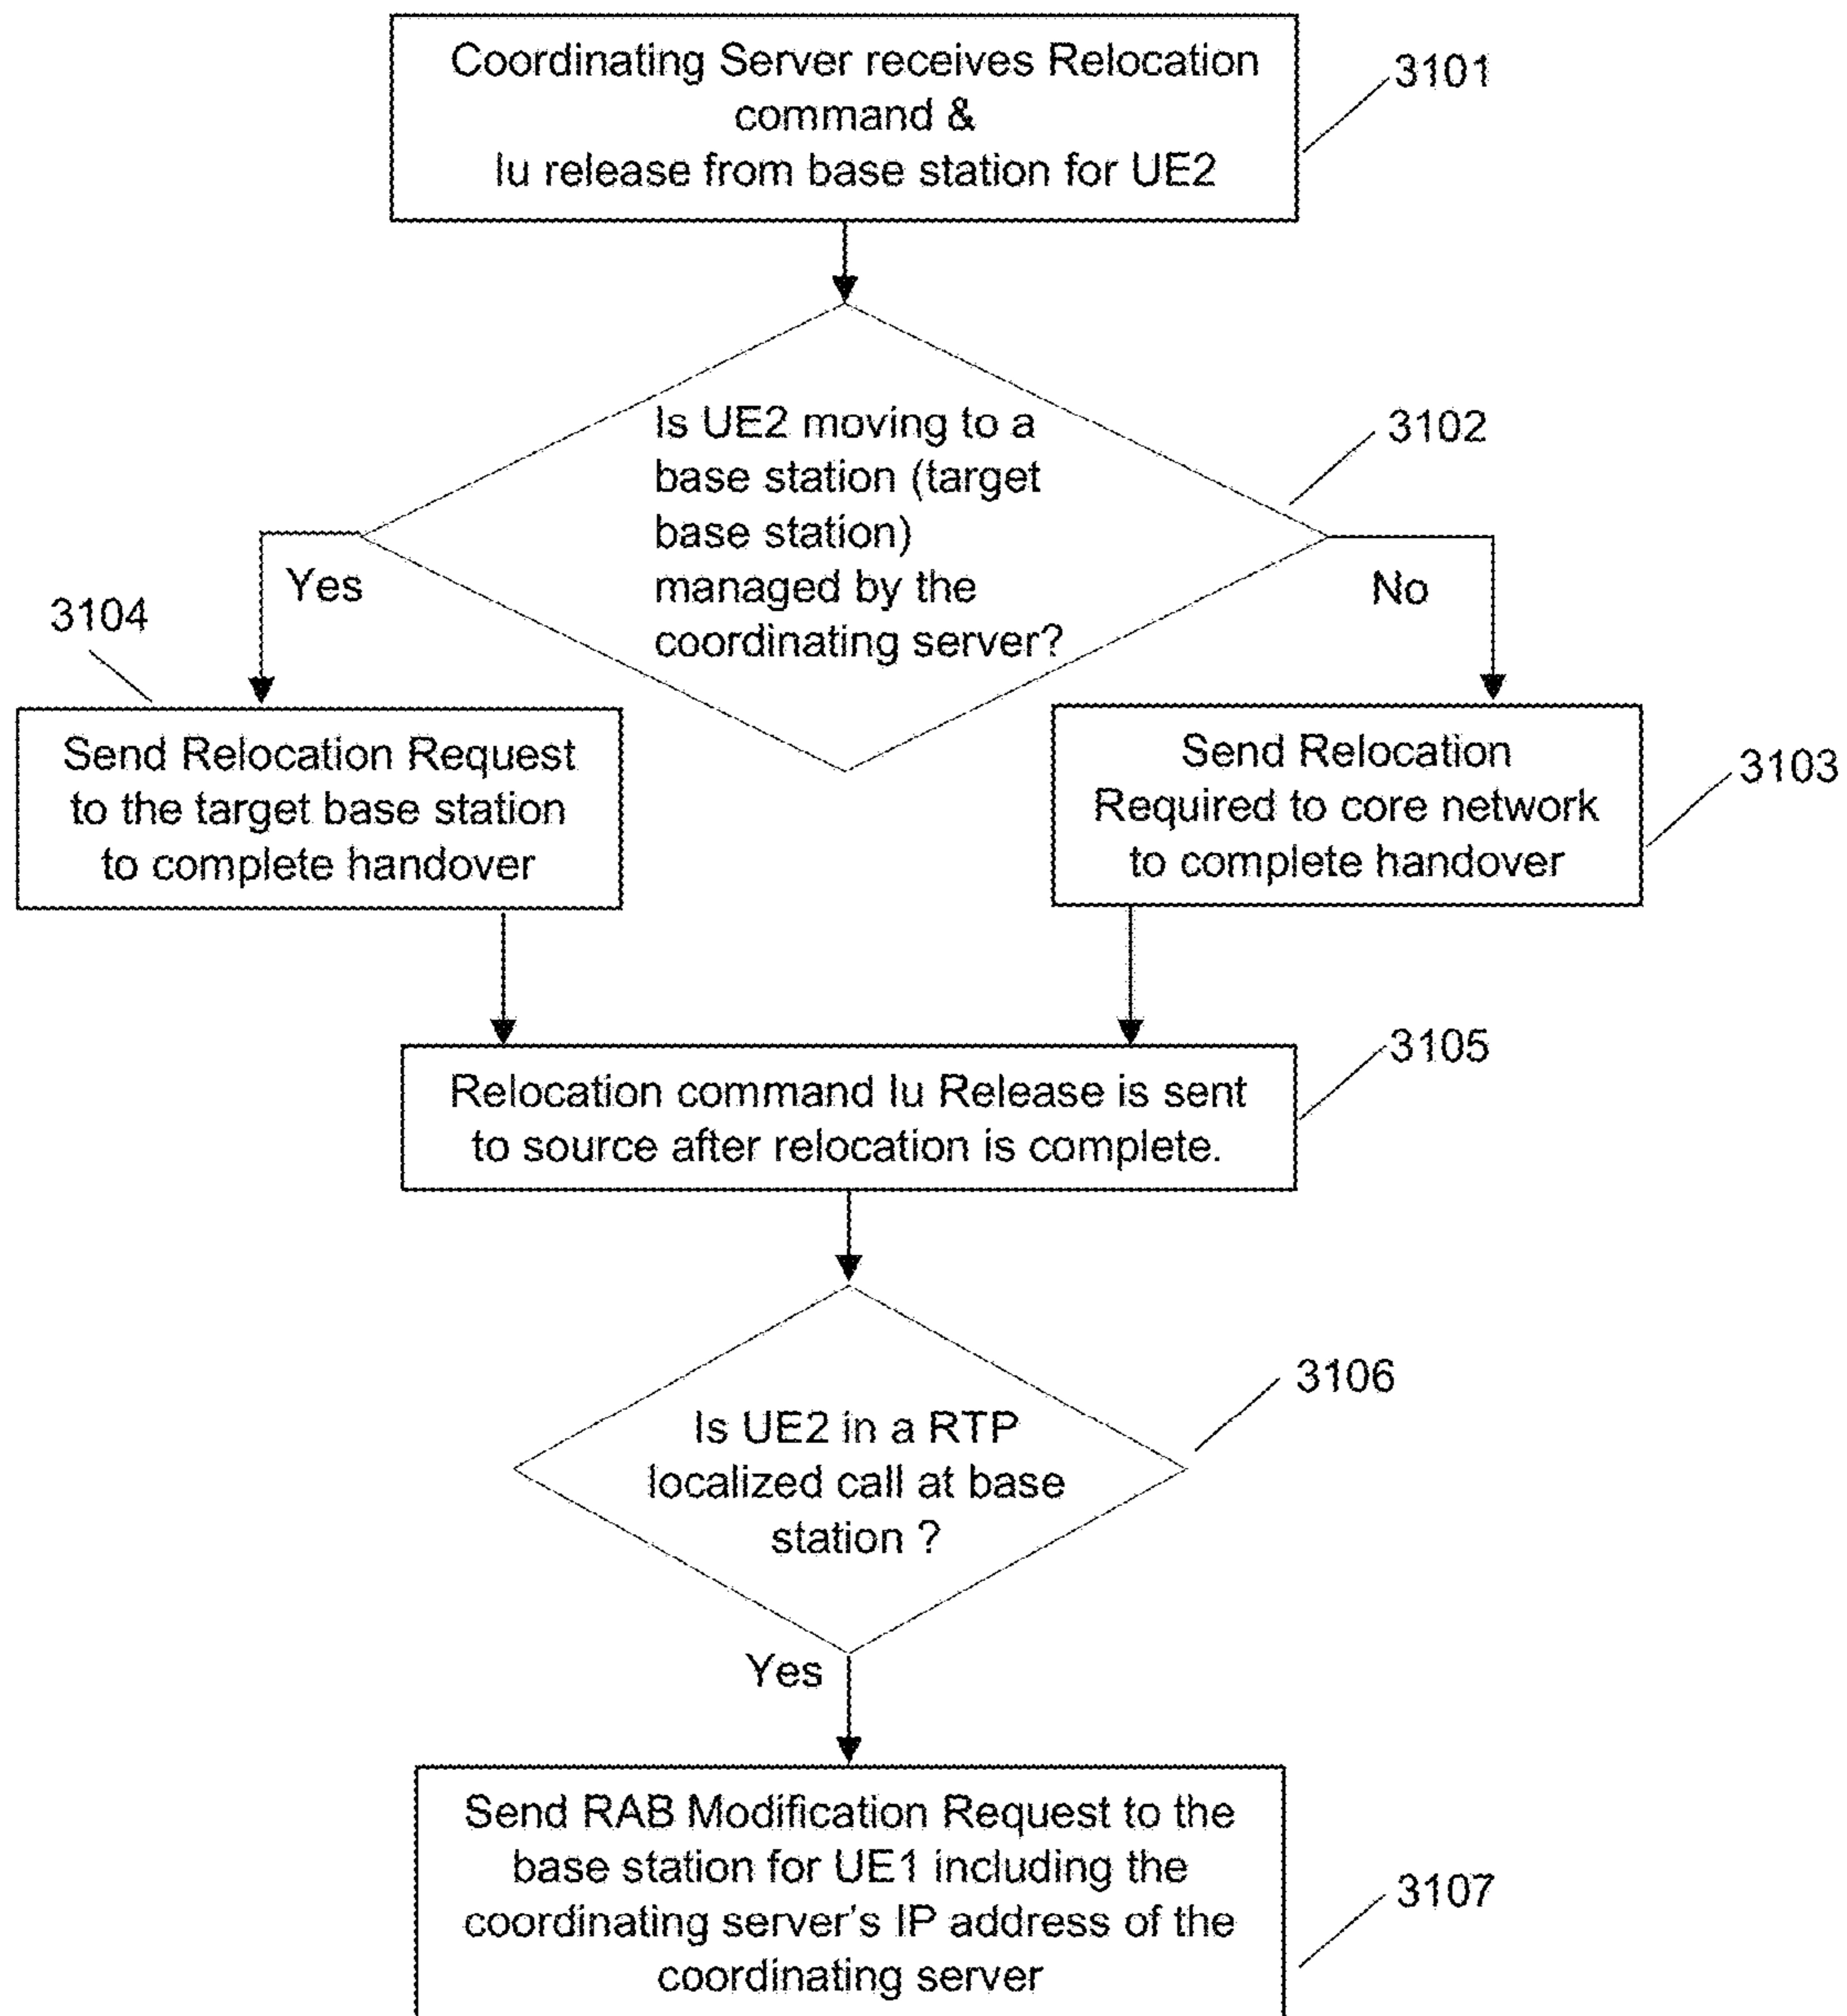 Coordinating Server receives Relocation
command &
Iu release from base station for UE2
3101
Is UE2 moving to a
base station (target
base station)
managed by the
coordinating server?
3102
Yes
No
3104
Send Relocation Request
to the target base station
to complete handover
Send Relocation
Required to core network
to complete handover
3103
Relocation command Iu Release is sent
to source after relocation is complete.
3105
Is UE2 in a RTP
localized call at base
station ?
3106
Yes
Send RAB Modification Request to the
base station for UE1 including the
coordinating server's IP address of the
coordinating server
3107